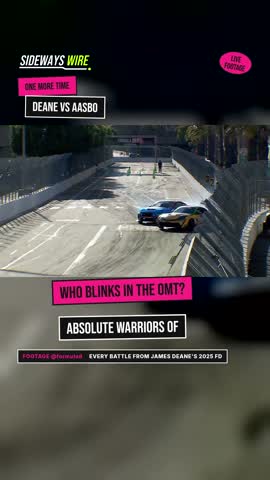 SIDEWAYS WIRE.
LIVE
FOOTAGE
ONE MORE TIME
DEANE VS AASBO
WHO BLINKS IN THE OMT?
ABSOLUTE WARRIORS OF
FOOTAGE @formulad EVERY BATTLE FROM JAMES DEANE'S 2025 FD